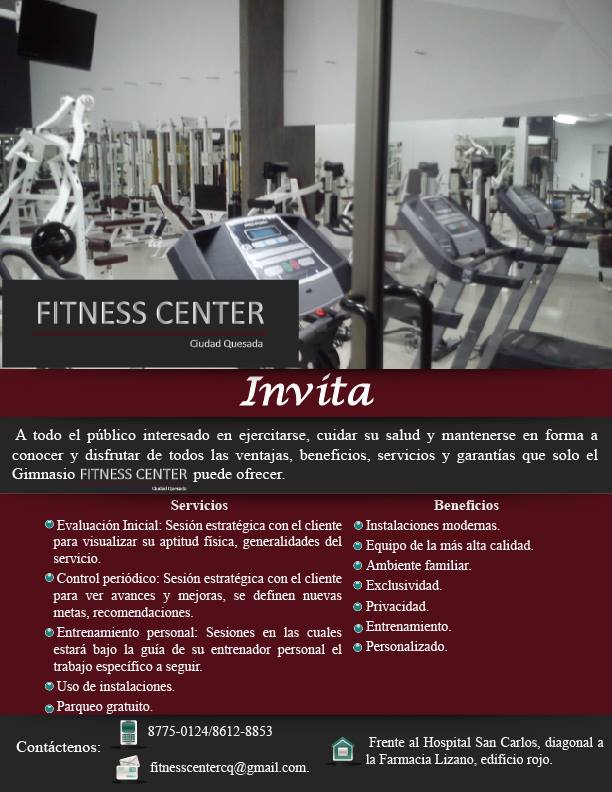 FITNESS CENTER
Ciudad Quesada
Invita
A todo el público interesado en ejercitarse, cuidar su salud y mantenerse en forma a
conocer y disfrutar de todos las ventajas, beneficios, servicios y garantías que solo el
Gimnasio FITNESS CENTER puede ofrecer.
Ciudad Quesada
Servicios
Evaluación Inicial: Sesión estratégica con el cliente
para visualizar su aptitud física, generalidades del
servicio.
Control periódico: Sesión estratégica con el cliente
para ver avances y mejoras, se definen nuevas
metas, recomendaciones.
Entrenamiento personal: Sesiones en las cuales
estará bajo la guía de su entrenador personal el
trabajo específico a seguir.
Uso de instalaciones.
Parqueo gratuito.
Beneficios
Instalaciones modernas.
Equipo de la más alta calidad.
Ambiente familiar.
Exclusividad.
Privacidad.
Entrenamiento.
Personalizado.
Contáctenos:
8775-0124/8612-8853
fitnesscentercq@gmail.com.
Frente al Hospital San Carlos, diagonal a
la Farmacia Lizano, edificio rojo.